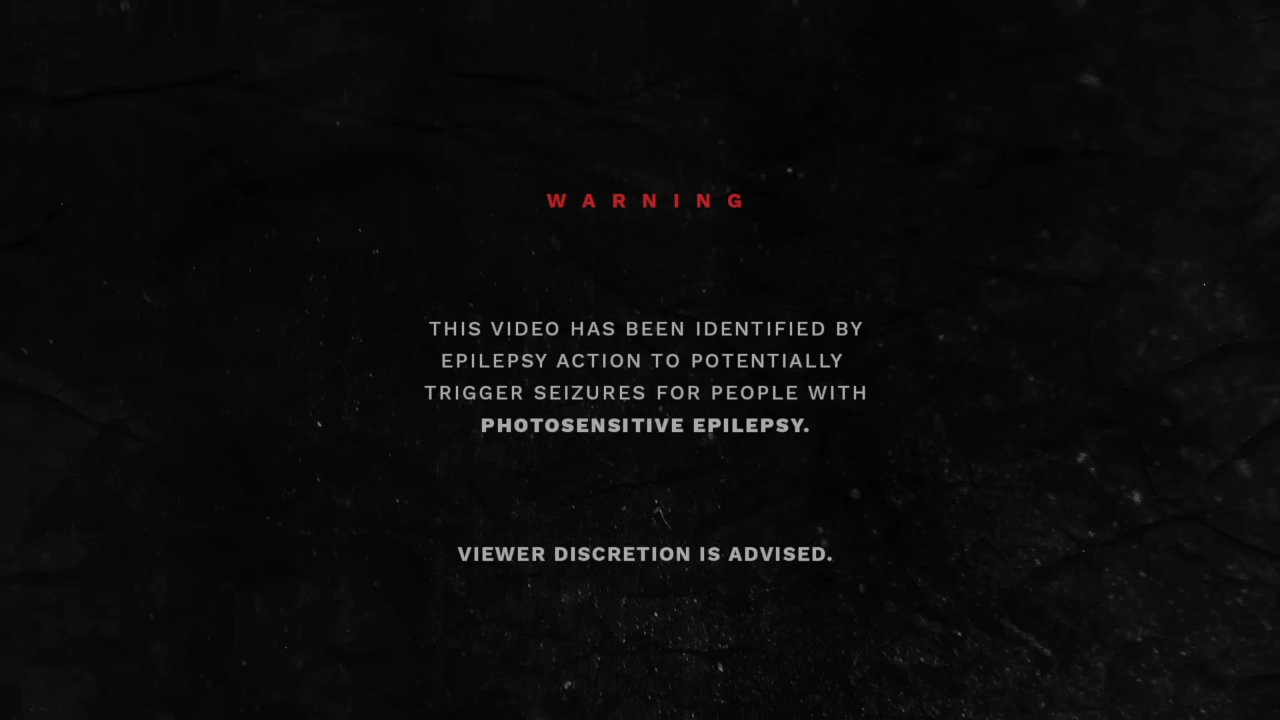 WARNING
THIS VIDEO HAS BEEN IDENTIFIED BY
EPILEPSY ACTION TO POTENTIALLY
TRIGGER SEIZURES FOR PEOPLE WITH
PHOTOSENSITIVE EPILEPSY.
VIEWER DISCRETION IS ADVISED.